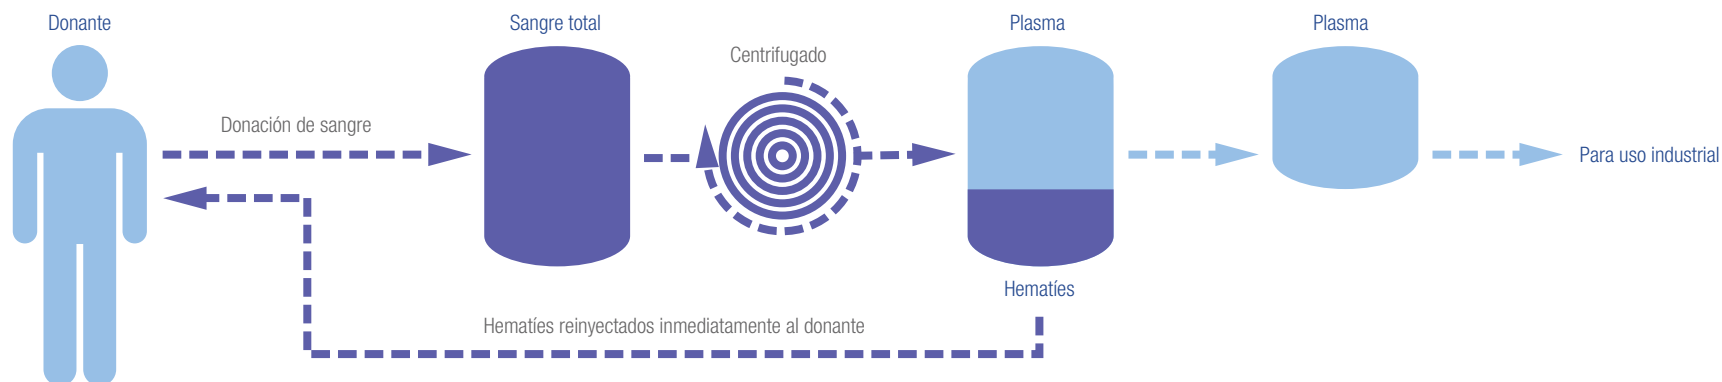 Donante
Sangre total
Plasma
Plasma
Centrifugado
Donación de sangre
Para uso industrial
Hematíes
Hematíes reinyectados inmediatamente al donante